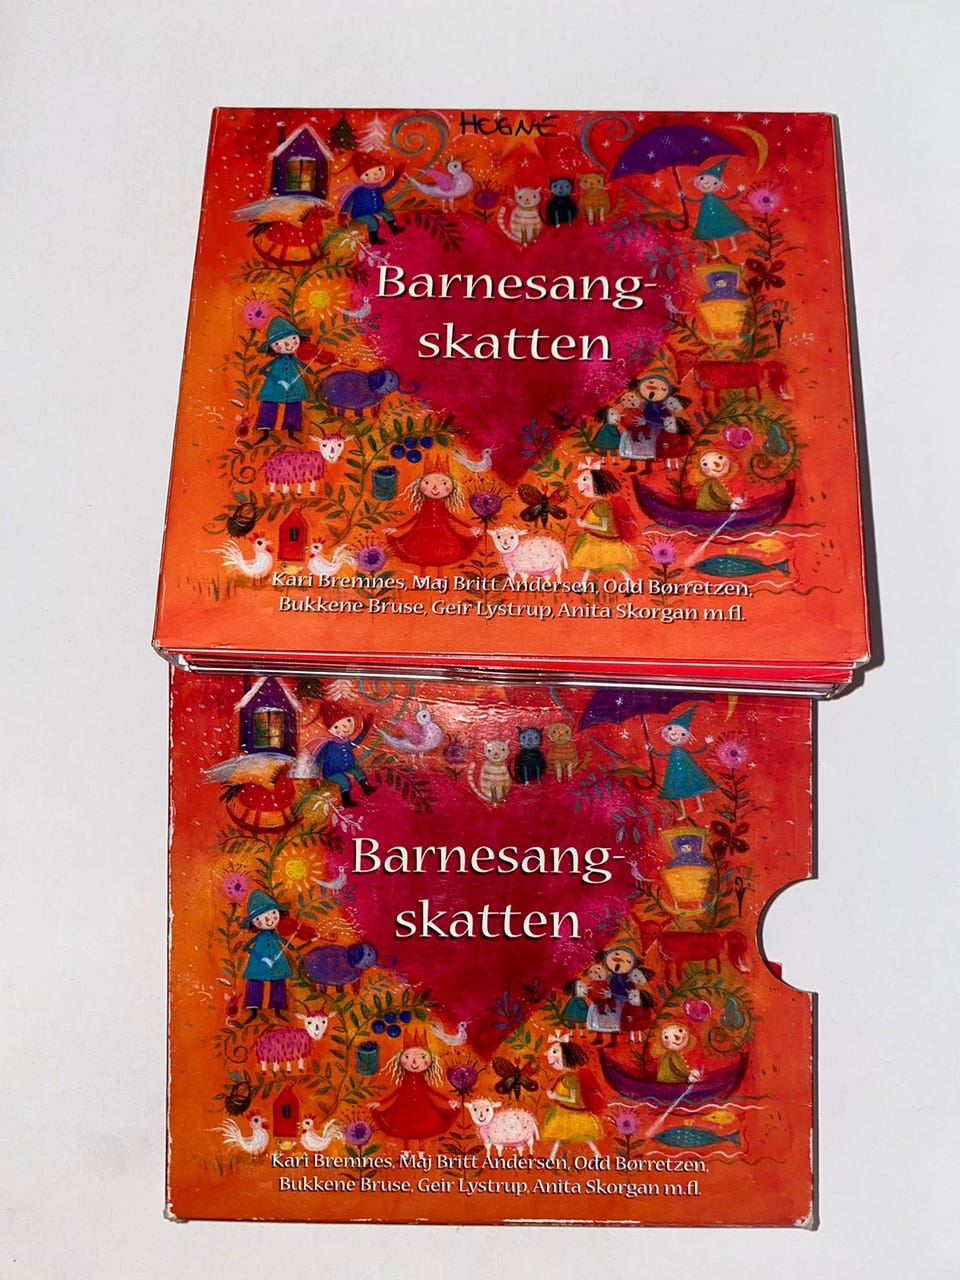 HOGNE
Barnesang-
skatten
Kari Bremnes, Maj Britt Andersen, Odd Børretzen,
Bukkene Bruse, Geir Lystrup, Anita Skorgan m.fl.
Barnesang-
skatten
Kari Bremnes, Maj Britt Andersen, Odd Børretzen,
Bukkene Bruse, Geir Lystrup, Anita Skorgan m.fl.